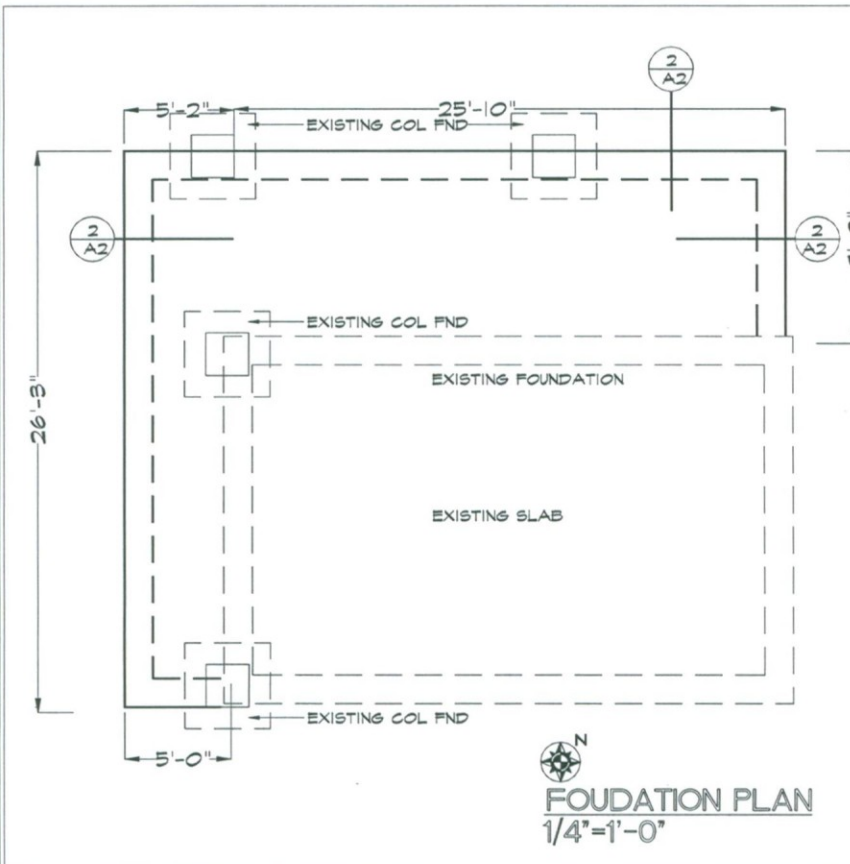 2
A2
5'-2"
25'-10"
EXISTING COL FND
2
A2
2
A2
EXISTING COL FND
EXISTING FOUNDATION
26'-3"
EXISTING SLAB
EXISTING COL FND
5'-0"
N
FOUDATION PLAN
1/4"=1'-0"